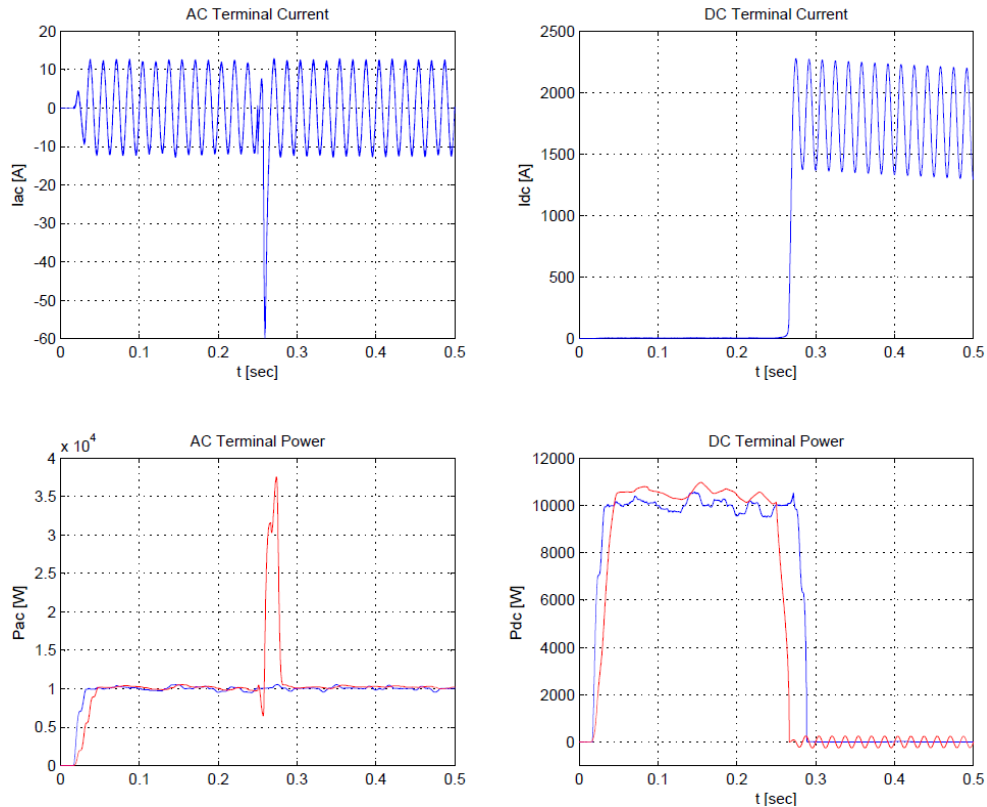 AC Terminal Current
20
10
0
-10
-20
-30
-40
-50
-60
Iac [A]
0 0.1 0.2 0.3 0.4 0.5
t [sec]
DC Terminal Current
2500
2000
1500
1000
500
0
Idc [A]
0 0.1 0.2 0.3 0.4 0.5
t [sec]
x 10^4
AC Terminal Power
4
3.5
3
2.5
2
1.5
1
0.5
0
Pac [W]
0 0.1 0.2 0.3 0.4 0.5
DC Terminal Power
12000
10000
8000
6000
4000
2000
0
Pdc [W]
0 0.1 0.2 0.3 0.4 0.5
t [sec]